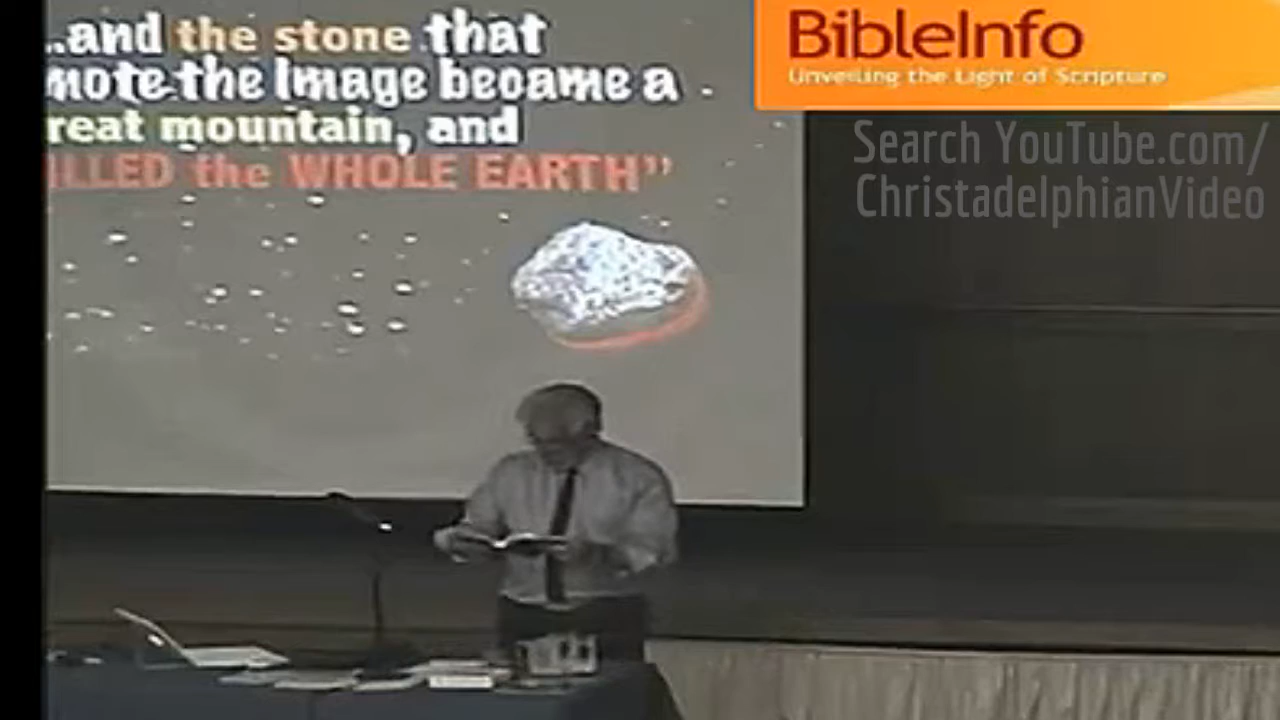 ..and the stone that
mote the Image became a
reat mountain, and
ILLED the WHOLE EARTH”
BibleInfo
Unveiling the Light of Scripture
Search YouTube.com/
ChristadelphianVideo